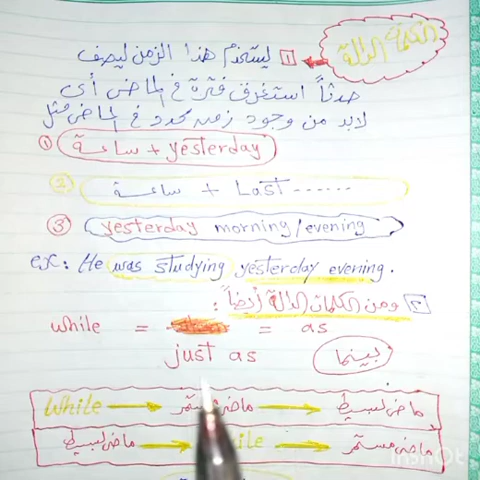 الكلمات الدالة
1 ليستخدم هذا الزمن ليصف
حدثاً استغرق فترة في الماضي أي
لابد من وجود زمن محدد في الماضي مثل
① ساعة + yesterday
② ساعة + Last ......
③ yesterday morning/evening
ex: He was studying yesterday evening.
2 ومن الكلمات الدالة أيضاً :
while = = as
just as بينما
While → ماضي مستمر → ماضي بسيط
ماضي بسيط → → ماضي مستمر
InShOt